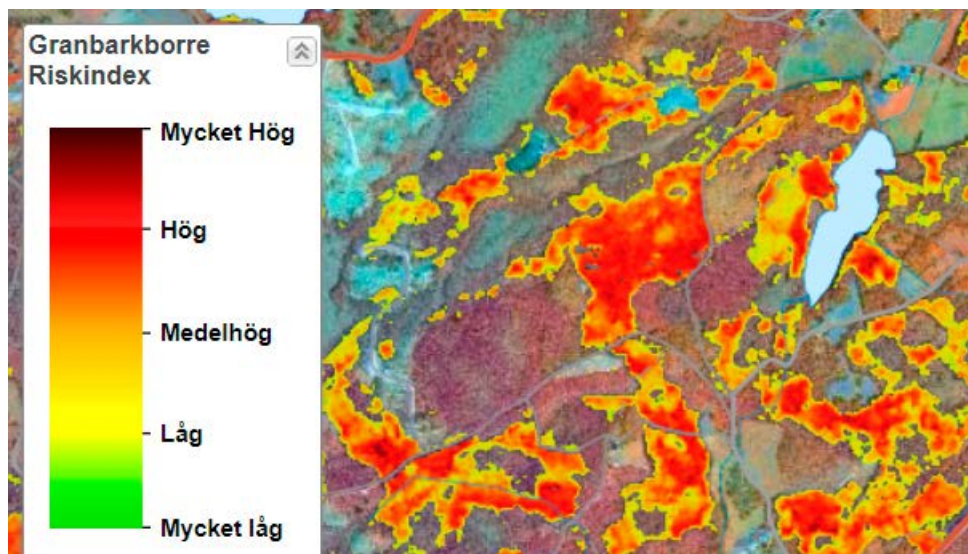 Granbarkborre
Riskindex
Mycket Hög
Hög
Medelhög
Låg
Mycket låg